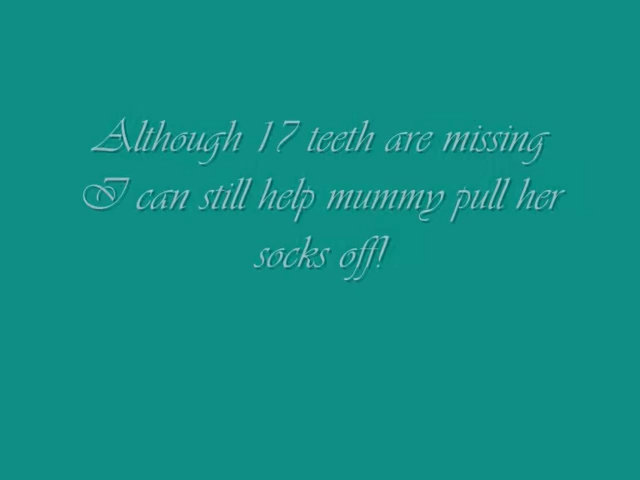 Although 17 teeth are missing
I can still help mummy pull her
socks off!